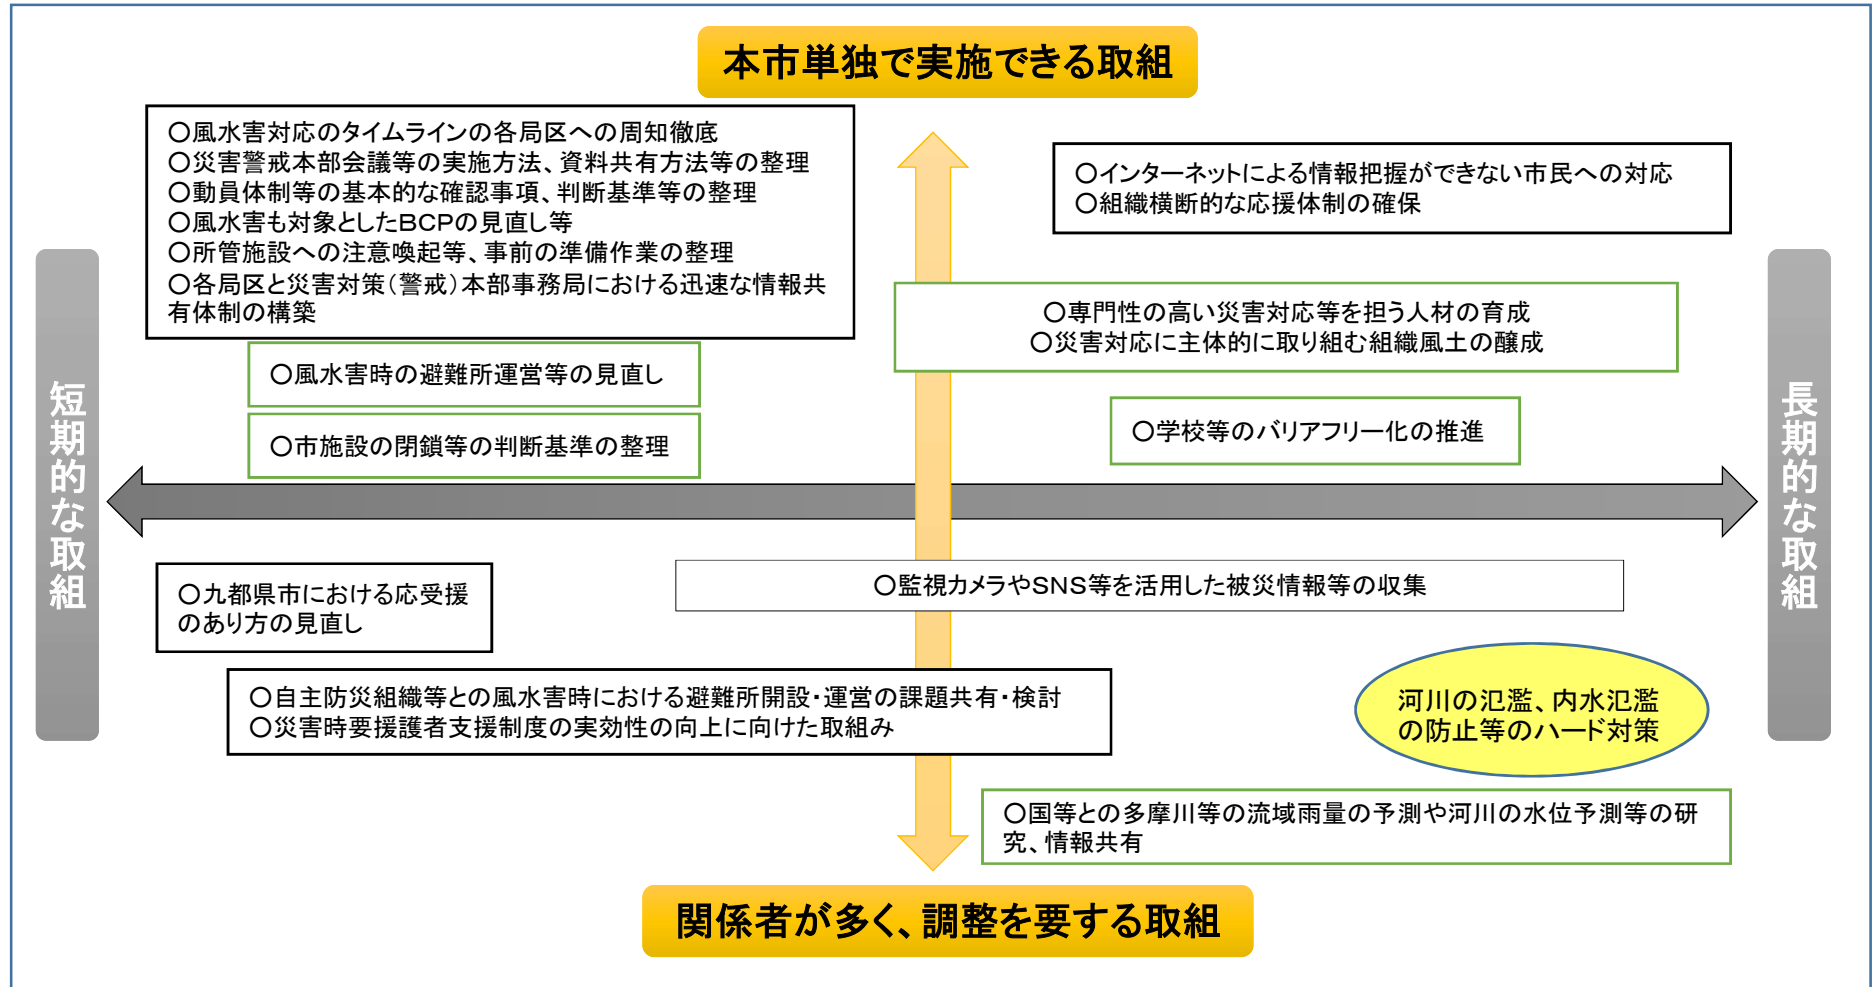 本市単独で実施できる取組
〇風水害対応のタイムラインの各局区への周知徹底
〇災害警戒本部会議等の実施方法、資料共有方法等の整理
〇動員体制等の基本的な確認事項、判断基準等の整理
〇風水害も対象としたBCPの見直し等
〇所管施設への注意喚起等、事前の準備作業の整理
〇各局区と災害対策(警戒)本部事務局における迅速な情報共
有体制の構築
〇インターネットによる情報把握ができない市民への対応
〇組織横断的な応援体制の確保
〇専門性の高い災害対応等を担う人材の育成
〇災害対応に主体的に取り組む組織風土の醸成
〇風水害時の避難所運営等の見直し
〇市施設の閉鎖等の判断基準の整理
〇学校等のバリアフリー化の推進
短期的な取組
長期的な取組
〇九都県市における応受援
のあり方の見直し
〇監視カメラやSNS等を活用した被災情報等の収集
〇自主防災組織等との風水害時における避難所開設・運営の課題共有・検討
〇災害時要援護者支援制度の実効性の向上に向けた取組み
河川の氾濫、内水氾濫
の防止等のハード対策
〇国等との多摩川等の流域雨量の予測や河川の水位予測等の研
究、情報共有
関係者が多く、調整を要する取組